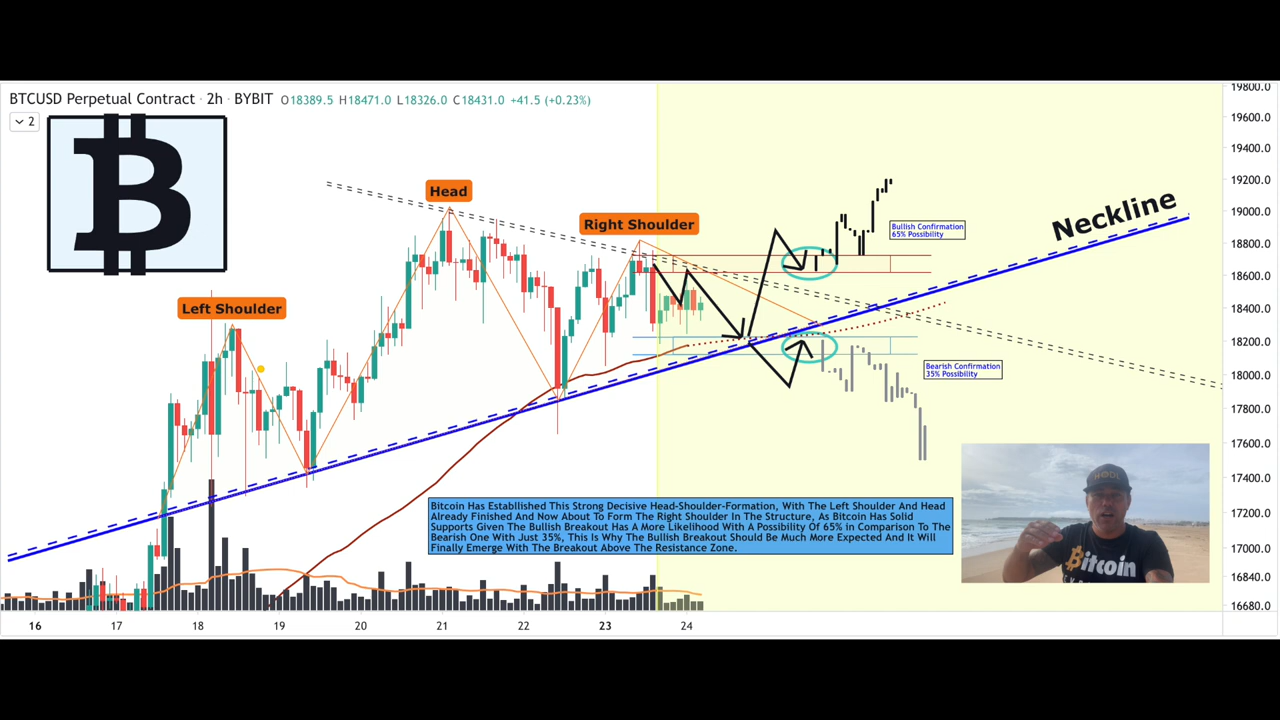 BTCUSD Perpetual Contract · 2h · BYBIT O18389.5 H18471.0 L18326.0 C18431.0 +41.5 (+0.23%)
2
Head
Right Shoulder
Left Shoulder
Neckline
Bullish Confirmation
65% Possibility
Bearish Confirmation
35% Possibility
Bitcoin Has Establbshed This Strong Decisive Head-Shoulder-Formation, With The Left Shoulder And Head
Already Finished And Now About To Form The Right Shoulder In The Structure, As Bitcoin Has Solid
Supports Given The Bullish Breakout Has A More Likelihood With A Possibility Of 65% in Comparison To The
Bearish One With Just 35%, This Is Why The Bullish Breakout Should Be Much More Expected And It Will
Finally Emerge With The Breakout Above The Resistance Zone.
HODL
Bitcoin
19800.0
19600.0
19400.0
19200.0
19000.0
18800.0
18600.0
18400.0
18200.0
18000.0
17800.0
17600.0
17400.0
17200.0
17000.0
16840.0
16680.0
16 17 18 19 20 21 22 23 24